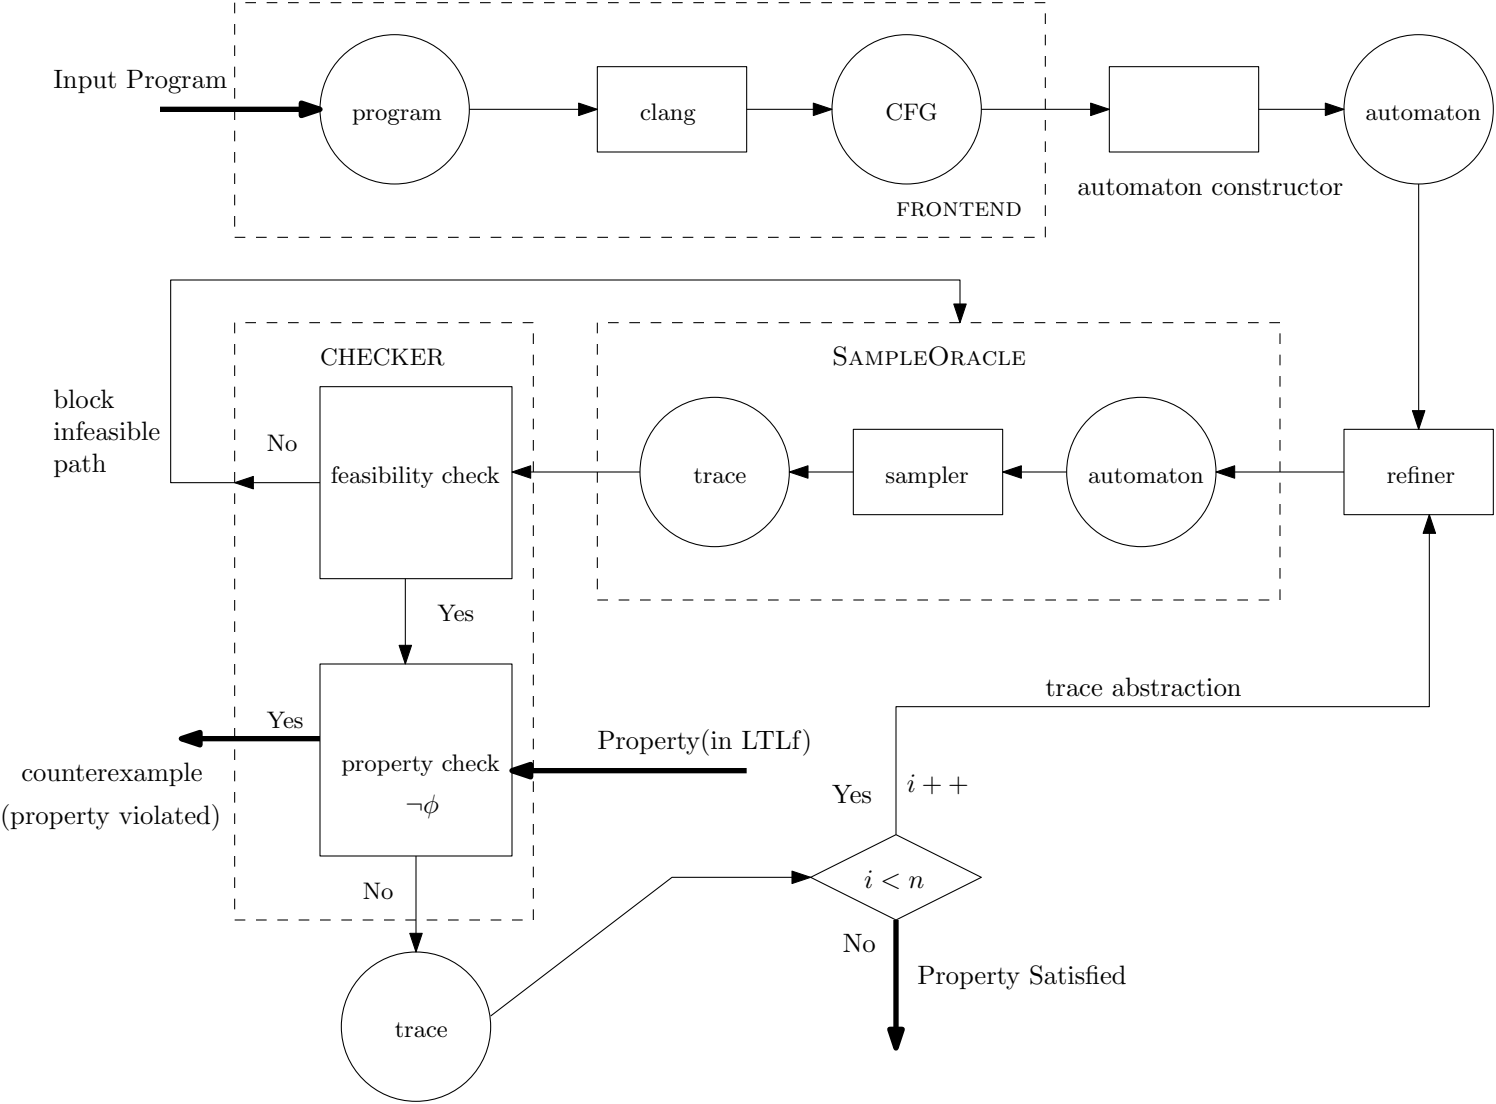 Input Program
program
clang
CFG
automaton
automaton constructor
FRONTEND
CHECKER
SAMPLEORACLE
block
infeasible
path
No
feasibility check
trace
sampler
automaton
refiner
Yes
trace abstraction
Yes
Property(in LTLf)
property check
¬ϕ
counterexample
(property violated)
Yes
i + +
i < n
No
No
Property Satisfied
trace